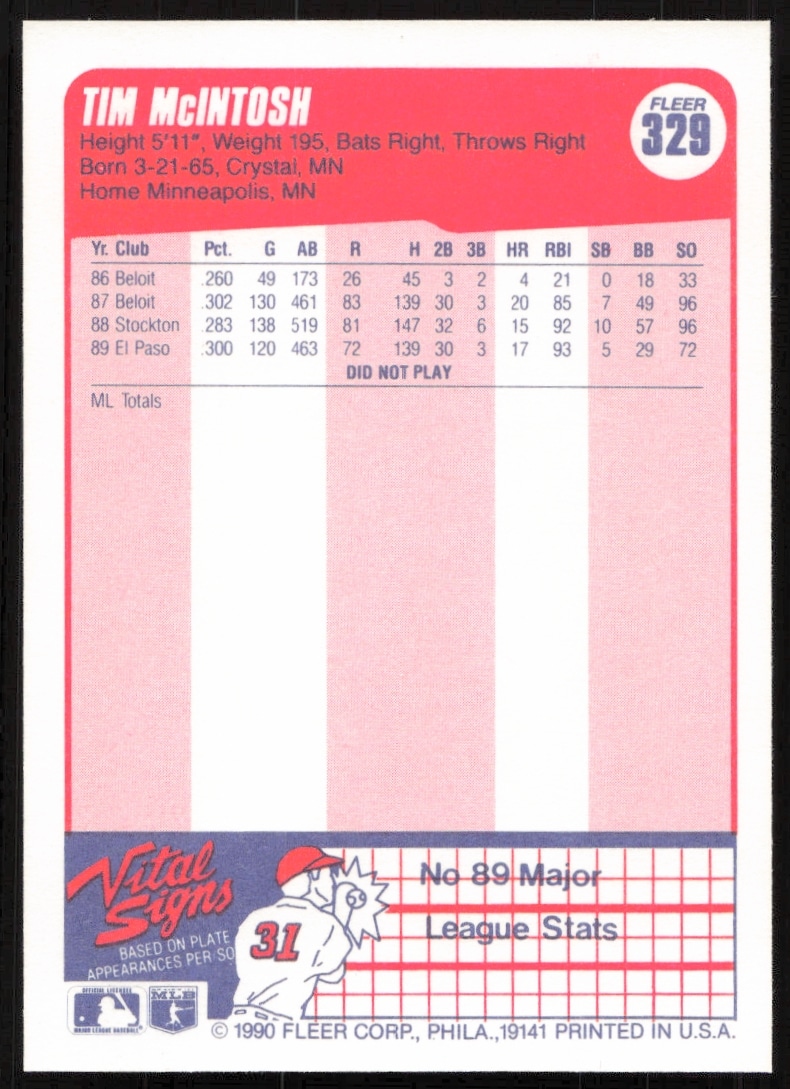 TIM McINTOSH
Height 5'11", Weight 195, Bats Right, Throws Right
Born 3-21-65, Crystal, MN
Home Minneapolis, MN
FLEER
329
Yr. Club Pct. G AB R H 2B 3B HR RBI SB BB SO
86 Beloit .260 49 173 26 45 3 2 4 21 0 18 33
87 Beloit .302 130 461 83 139 30 3 20 85 7 49 96
88 Stockton .283 138 519 81 147 32 6 15 92 10 57 96
89 El Paso .300 120 463 72 139 30 3 17 93 5 29 72
DID NOT PLAY
ML Totals
Vital
Signs
BASED ON PLATE
APPEARANCES PER/SO
31
No 89 Major
League Stats
OFFICIAL LICENSEE
MAJOR LEAGUE BASEBALL
MLB
© 1990 FLEER CORP., PHILA.,19141 PRINTED IN U.S.A.